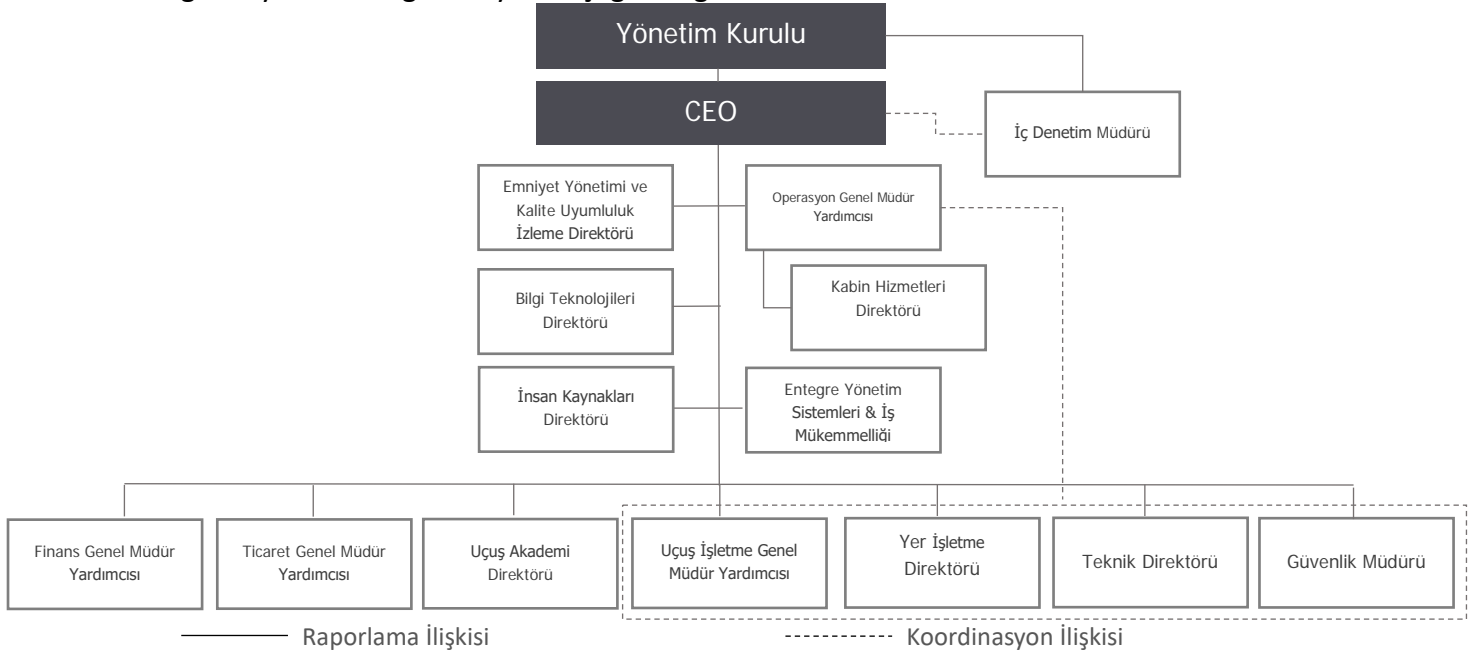 Yönetim Kurulu
CEO
İç Denetim Müdürü
Emniyet Yönetimi ve
Kalite Uyumluluk
İzleme Direktörü
Operasyon Genel Müdür
Yardımcısı
Bilgi Teknolojileri
Direktörü
Kabin Hizmetleri
Direktörü
İnsan Kaynakları
Direktörü
Entegre Yönetim
Sistemleri & İş
Mükemmelliği
Finans Genel Müdür
Yardımcısı
Ticaret Genel Müdür
Yardımcısı
Uçuş Akademi
Direktörü
Uçuş İşletme Genel
Müdür Yardımcısı
Yer İşletme
Direktörü
Teknik Direktörü
Güvenlik Müdürü
Raporlama İlişkisi
Koordinasyon İlişkisi